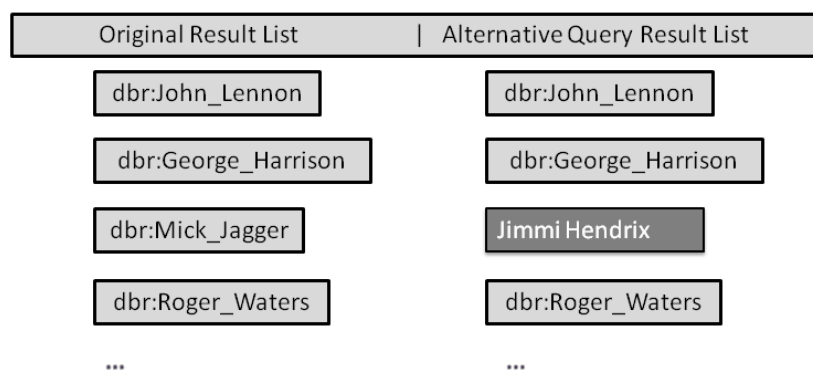 Original Result List | Alternative Query Result List
dbr:John_Lennon dbr:John_Lennon
dbr:George_Harrison dbr:George_Harrison
dbr:Mick_Jagger Jimmi Hendrix
dbr:Roger_Waters dbr:Roger_Waters
... ...